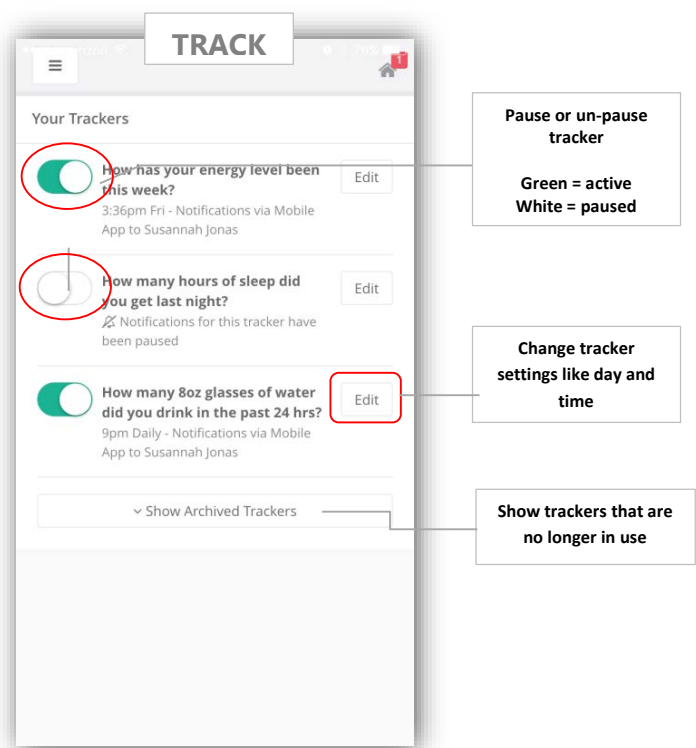 TRACK
1
Your Trackers
How has your energy level been
this week?
3:36pm Fri - Notifications via Mobile
App to Susannah Jonas
Edit
How many hours of sleep did
you get last night?
Notifications for this tracker have
been paused
Edit
How many 8oz glasses of water
did you drink in the past 24 hrs?
9pm Daily - Notifications via Mobile
App to Susannah Jonas
Edit
Show Archived Trackers
Pause or un-pause
tracker
Green = active
White = paused
Change tracker
settings like day and
time
Show trackers that are
no longer in use